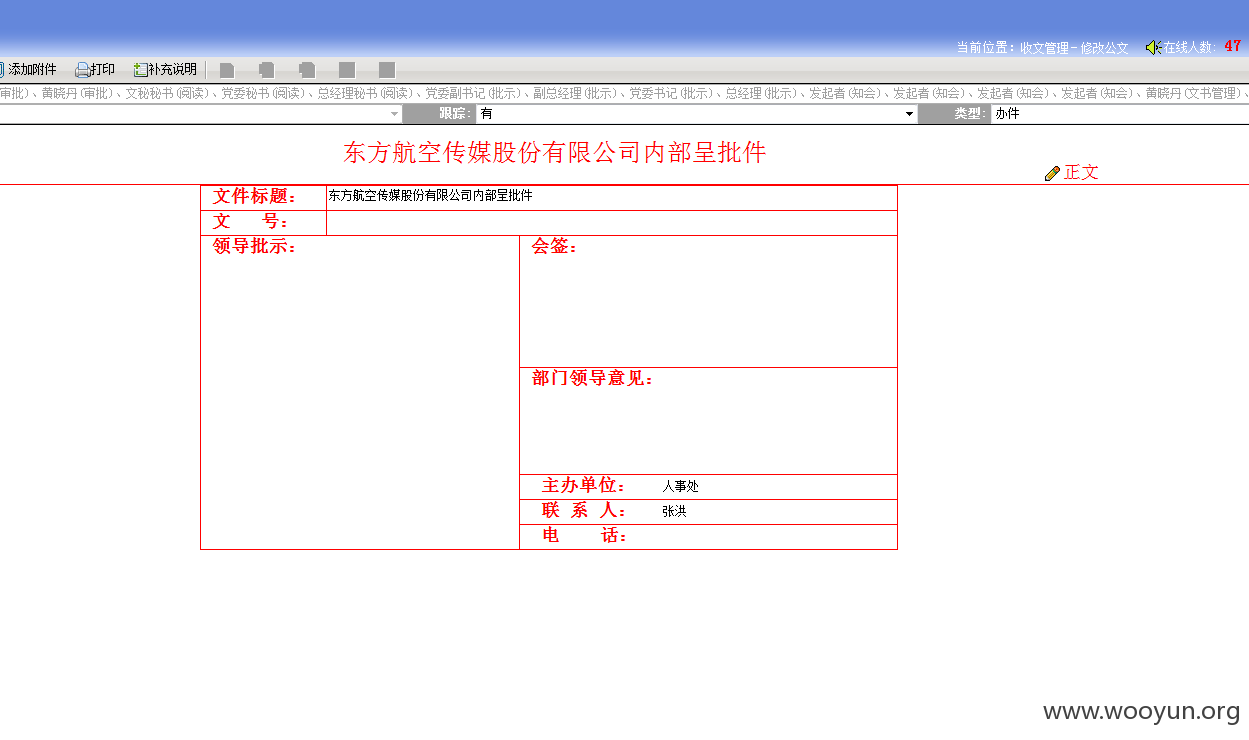 当前位置：收文管理－修改公文 在线人数: 47
添加附件 打印 补充说明
审批)、黄晓丹(审批)、文秘秘书(阅读)、党委秘书(阅读)、总经理秘书(阅读)、党委副书记(批示)、副总经理(批示)、党委书记(批示)、总经理(批示)、发起者(知会)、发起者(知会)、发起者(知会)、发起者(知会)、黄晓丹(文书管理)、
跟踪: 有 类型: 办件
东方航空传媒股份有限公司内部呈批件
正文
文件标题: 东方航空传媒股份有限公司内部呈批件
文 号:
领导批示:
会签:
部门领导意见:
主办单位: 人事处
联 系 人: 张洪
电 话:
www.wooyun.org